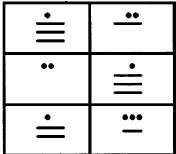 𝋰 𝋧
𝋢 𝋰
𝋫 𝋨